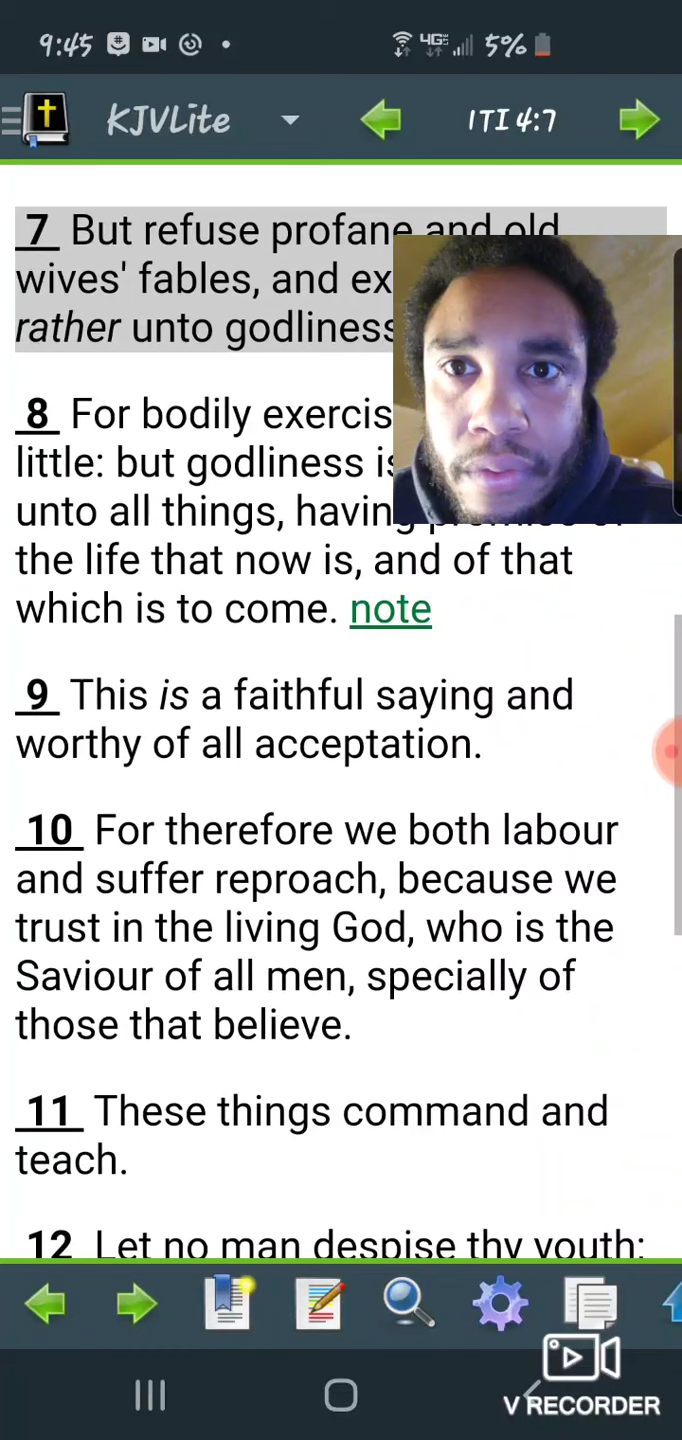 9:45 4GE 5%
KJVLite 1TI 4:7
7 But refuse profane and old
wives' fables, and ex
rather unto godliness
8 For bodily exercis
little: but godliness is
unto all things, having
the life that now is, and of that
which is to come. note
9 This is a faithful saying and
worthy of all acceptation.
10 For therefore we both labour
and suffer reproach, because we
trust in the living God, who is the
Saviour of all men, specially of
those that believe.
11 These things command and
teach.
12 Let no man despise thy youth;
V RECORDER